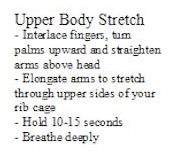 Upper Body Stretch
- Interlace fingers, turn
palms upward and straighten
arms above head
- Elongate arms to stretch
through upper sides of your
rib cage
- Hold 10-15 seconds
- Breathe deeply